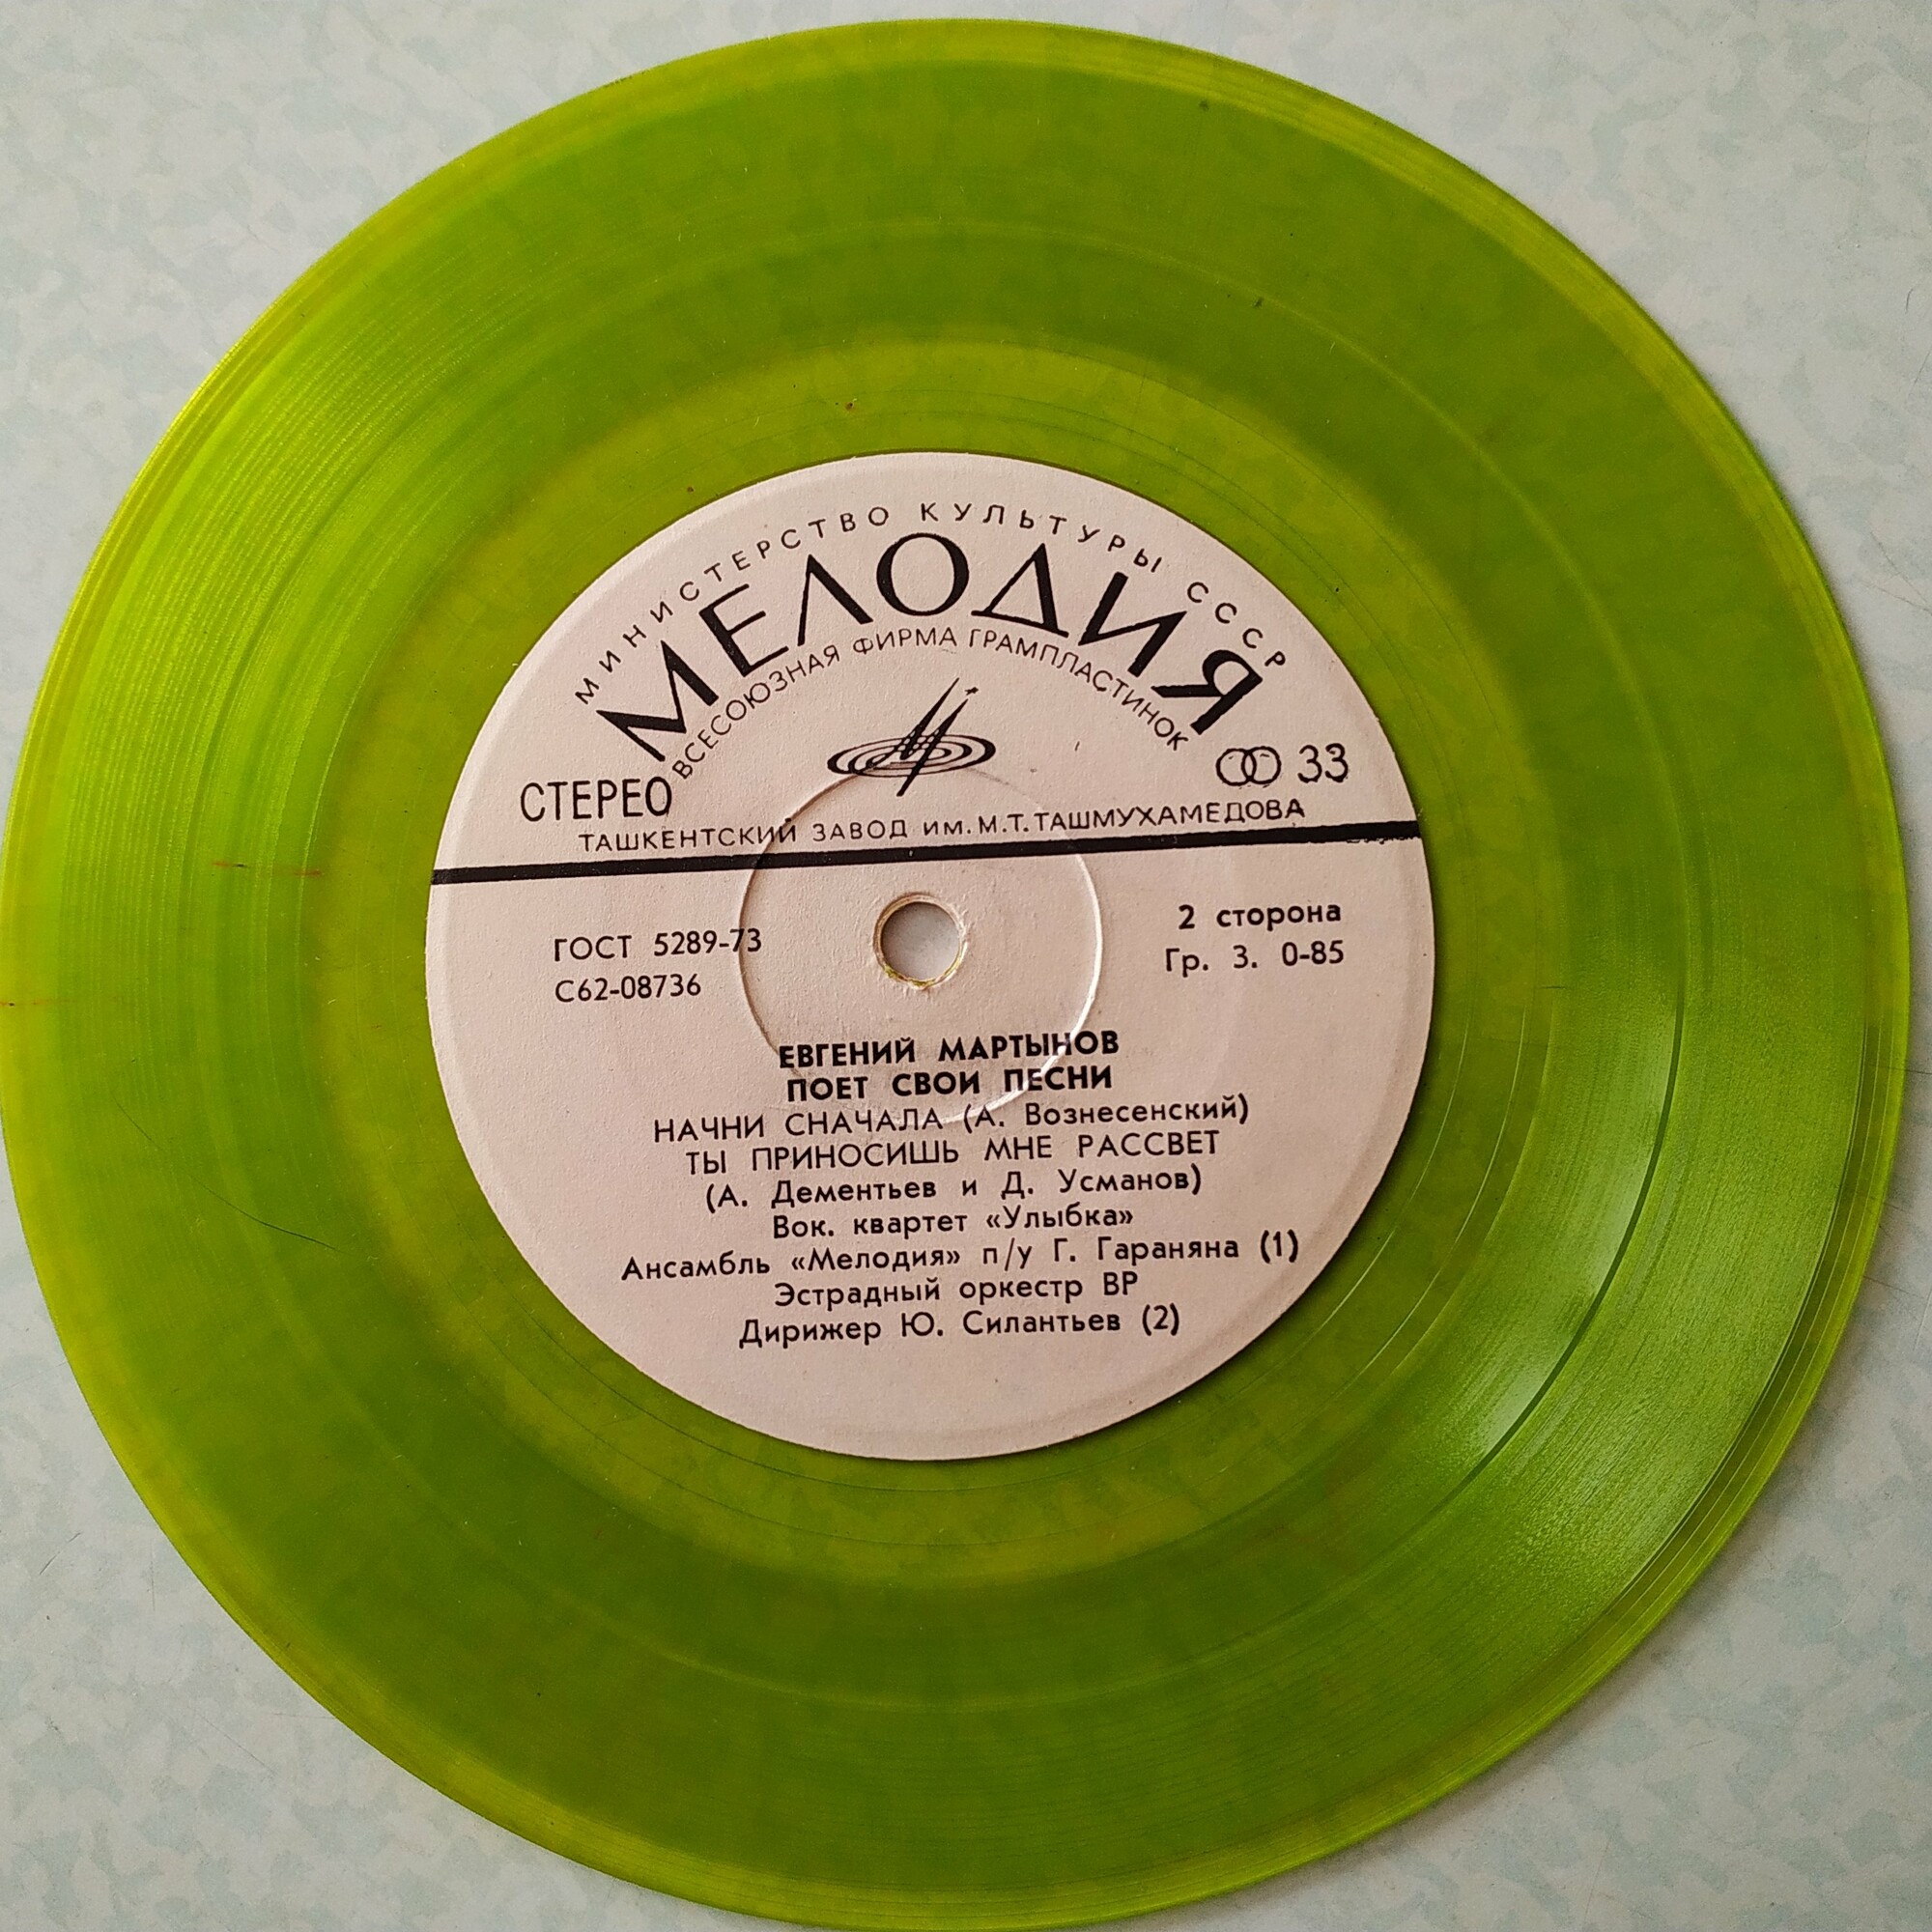 МИНИСТЕРСТВО КУЛЬТУРЫ СССР
МЕЛОДИЯ
ВСЕСОЮЗНАЯ ФИРМА ГРАМПЛАСТИНОК
СТЕРЕО
33
ТАШКЕНТСКИЙ ЗАВОД ИМ. М.Т. ТАШМУХАМЕДОВА
ГОСТ 5289-73
2 сторона
С62-08736
Гр. 3. 0-85
ЕВГЕНИЙ МАРТЫНОВ
ПОЕТ СВОИ ПЕСНИ
НАЧНИ СНАЧАЛА (А. Вознесенский)
ТЫ ПРИНОСИШЬ МНЕ РАССВЕТ
(А. Дементьев и Д. Усманов)
Вок. квартет «Улыбка»
Ансамбль «Мелодия» п/у Г. Гараняна (1)
Эстрадный оркестр ВР
Дирижер Ю. Силантьев (2)